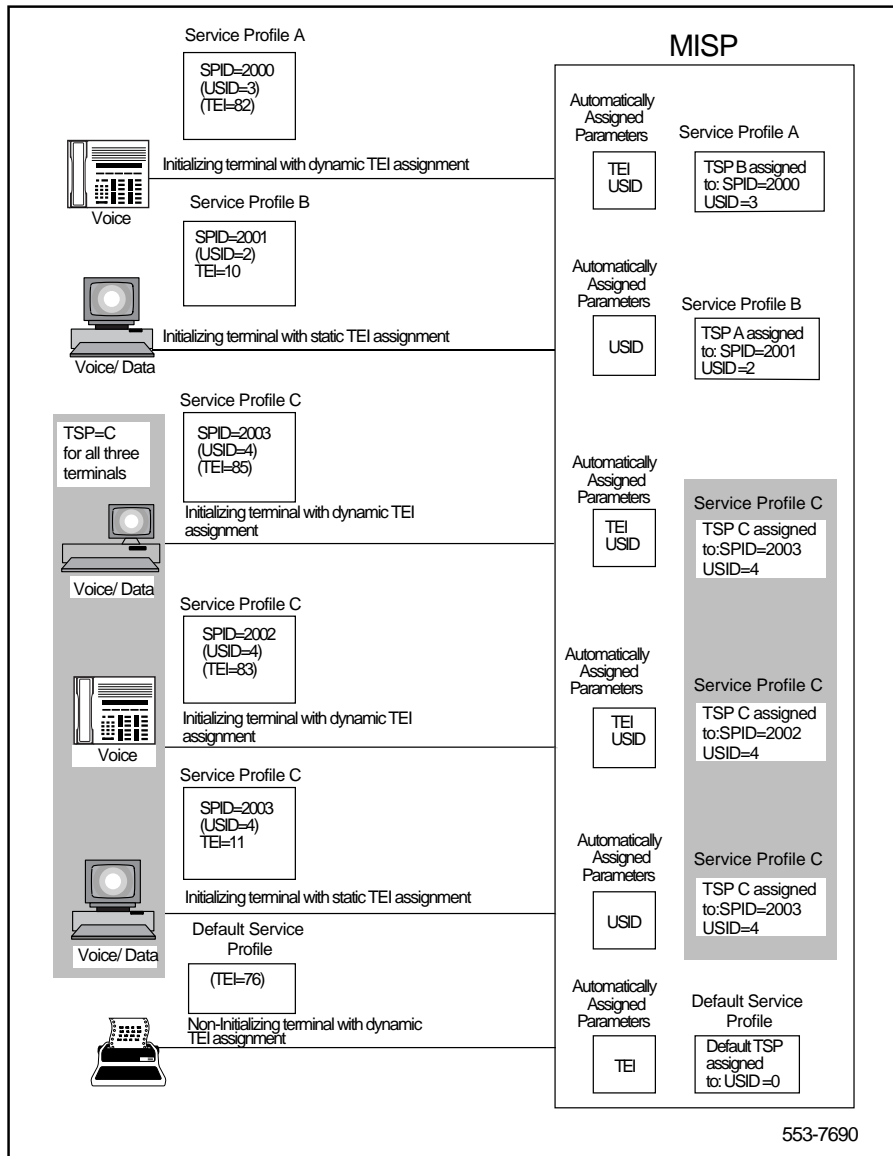 Service Profile A
MISP
SPID=2000
(USID=3)
(TEI=82)
Automatically
Assigned
Parameters
Service Profile A
Initializing terminal with dynamic TEI assignment
TEI
USID
TSP B assigned
to: SPID=2000
USID=3
Voice
Service Profile B
SPID=2001
(USID=2)
TEI=10
Automatically
Assigned
Parameters
Service Profile B
Initializing terminal with static TEI assignment
USID
TSP A assigned
to: SPID=2001
USID=2
Voice/ Data
Service Profile C
TSP=C
for all three
terminals
SPID=2003
(USID=4)
(TEI=85)
Automatically
Assigned
Parameters
Service Profile C
Initializing terminal with dynamic TEI
assignment
TEI
USID
TSP C assigned
to:SPID=2003
USID=4
Voice/ Data
Service Profile C
SPID=2002
(USID=4)
(TEI=83)
Automatically
Assigned
Parameters
Service Profile C
Initializing terminal with dynamic TEI
assignment
TEI
USID
TSP C assigned
to:SPID=2002
USID=4
Voice
Service Profile C
SPID=2003
(USID=4)
TEI=11
Automatically
Assigned
Parameters
Service Profile C
Initializing terminal with static TEI assignment
USID
TSP C assigned
to:SPID=2003
USID=4
Voice/ Data
Default Service
Profile
(TEI=76)
Automatically
Assigned
Parameters
Default Service
Profile
Non-Initializing terminal with dynamic
TEI assignment
TEI
Default TSP
assigned
to: USID=0
553-7690